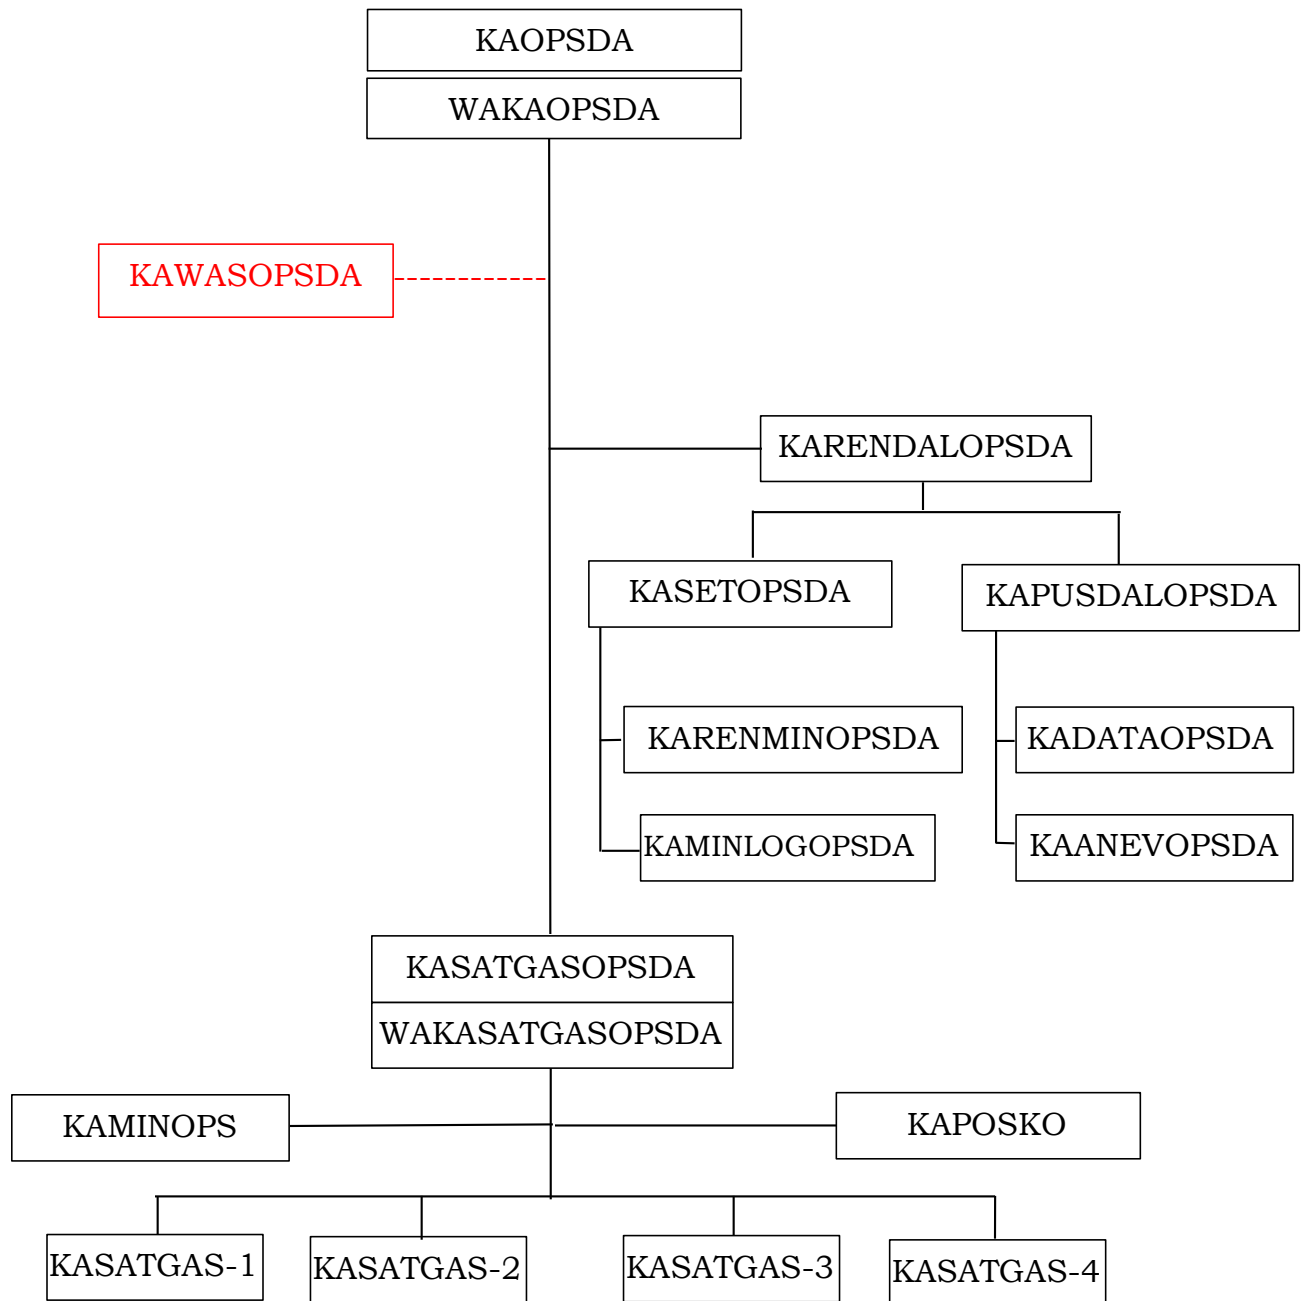 KAOPSDA
WAKAOPSDA
KAWASOPSDA
KARENDALOPSDA
KASETOPSDA
KAPUSDALOPSDA
KARENMINOPSDA
KADATAOPSDA
KAMINLOGOPSDA
KAANEVOPSDA
KASATGASOPSDA
WAKASATGASOPSDA
KAMINOPS
KAPOSKO
KASATGAS-1
KASATGAS-2
KASATGAS-3
KASATGAS-4